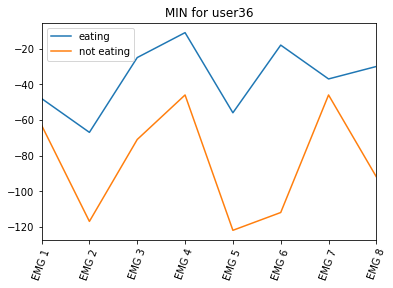 MIN for user36
eating
not eating
−20
−40
−60
−80
−100
−120
EMG 1
EMG 2
EMG 3
EMG 4
EMG 5
EMG 6
EMG 7
EMG 8